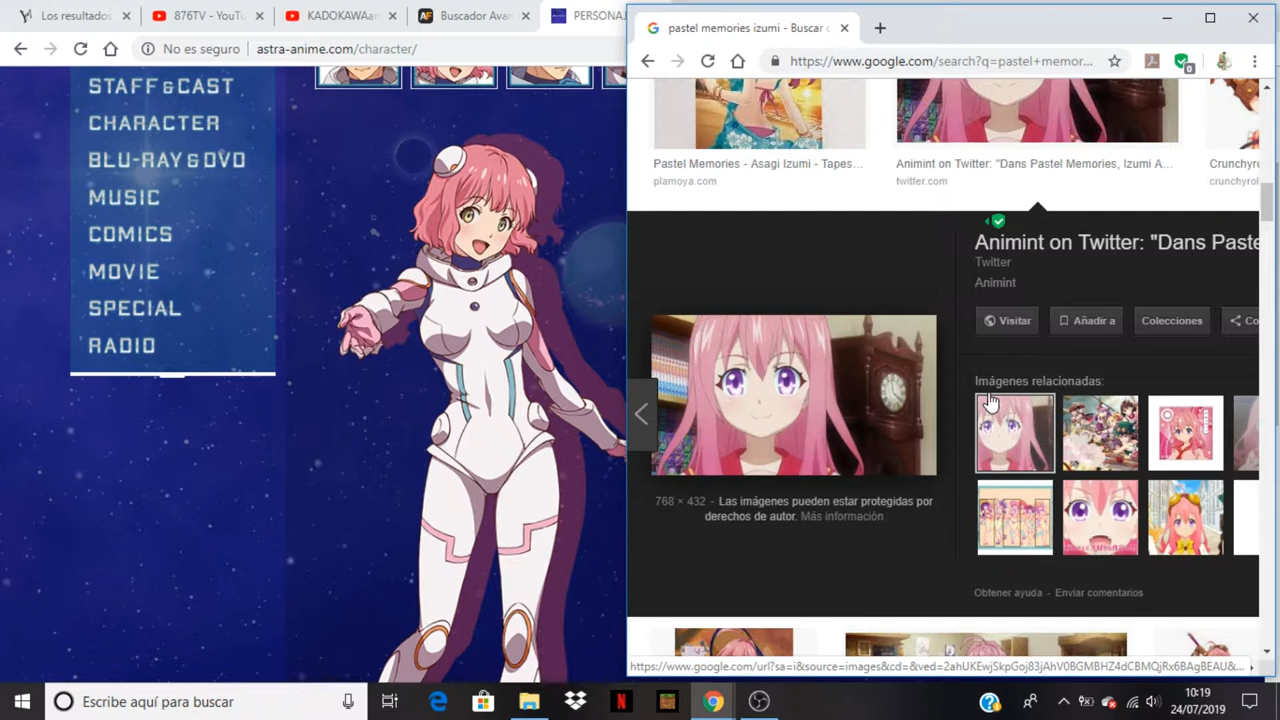 Los resultados
876TV - YouTu
KADOKAWAan
Buscador Avan
PERSONAJ
No es seguro
astra-anime.com/character/
STAFF & CAST
CHARACTER
BLU-RAY & DVD
MUSIC
COMICS
MOVIE
SPECIAL
RADIO
pastel memories izumi - Buscar c
https://www.google.com/search?q=pastel+memor...
0
Pastel Memories - Asagi Izumi - Tapes...
plamoya.com
Animint on Twitter: "Dans Pastel Memories, Izumi A...
twitter.com
Crunchyrol
crunchyrol
Animint on Twitter: "Dans Paste
Twitter
Animint
Visitar
Añadir a
Colecciones
Co
Imágenes relacionadas:
768 × 432 - Las imágenes pueden estar protegidas por
derechos de autor. Más información
Obtener ayuda - Enviar comentarios
https://www.google.com/url?sa=i&source=images&cd=&ved=2ahUKEwjSkpGoj83jAhV0BGMBHZ4dCBMQjRx6BAgBEAU&...
Escribe aquí para buscar
10:19
24/07/2019